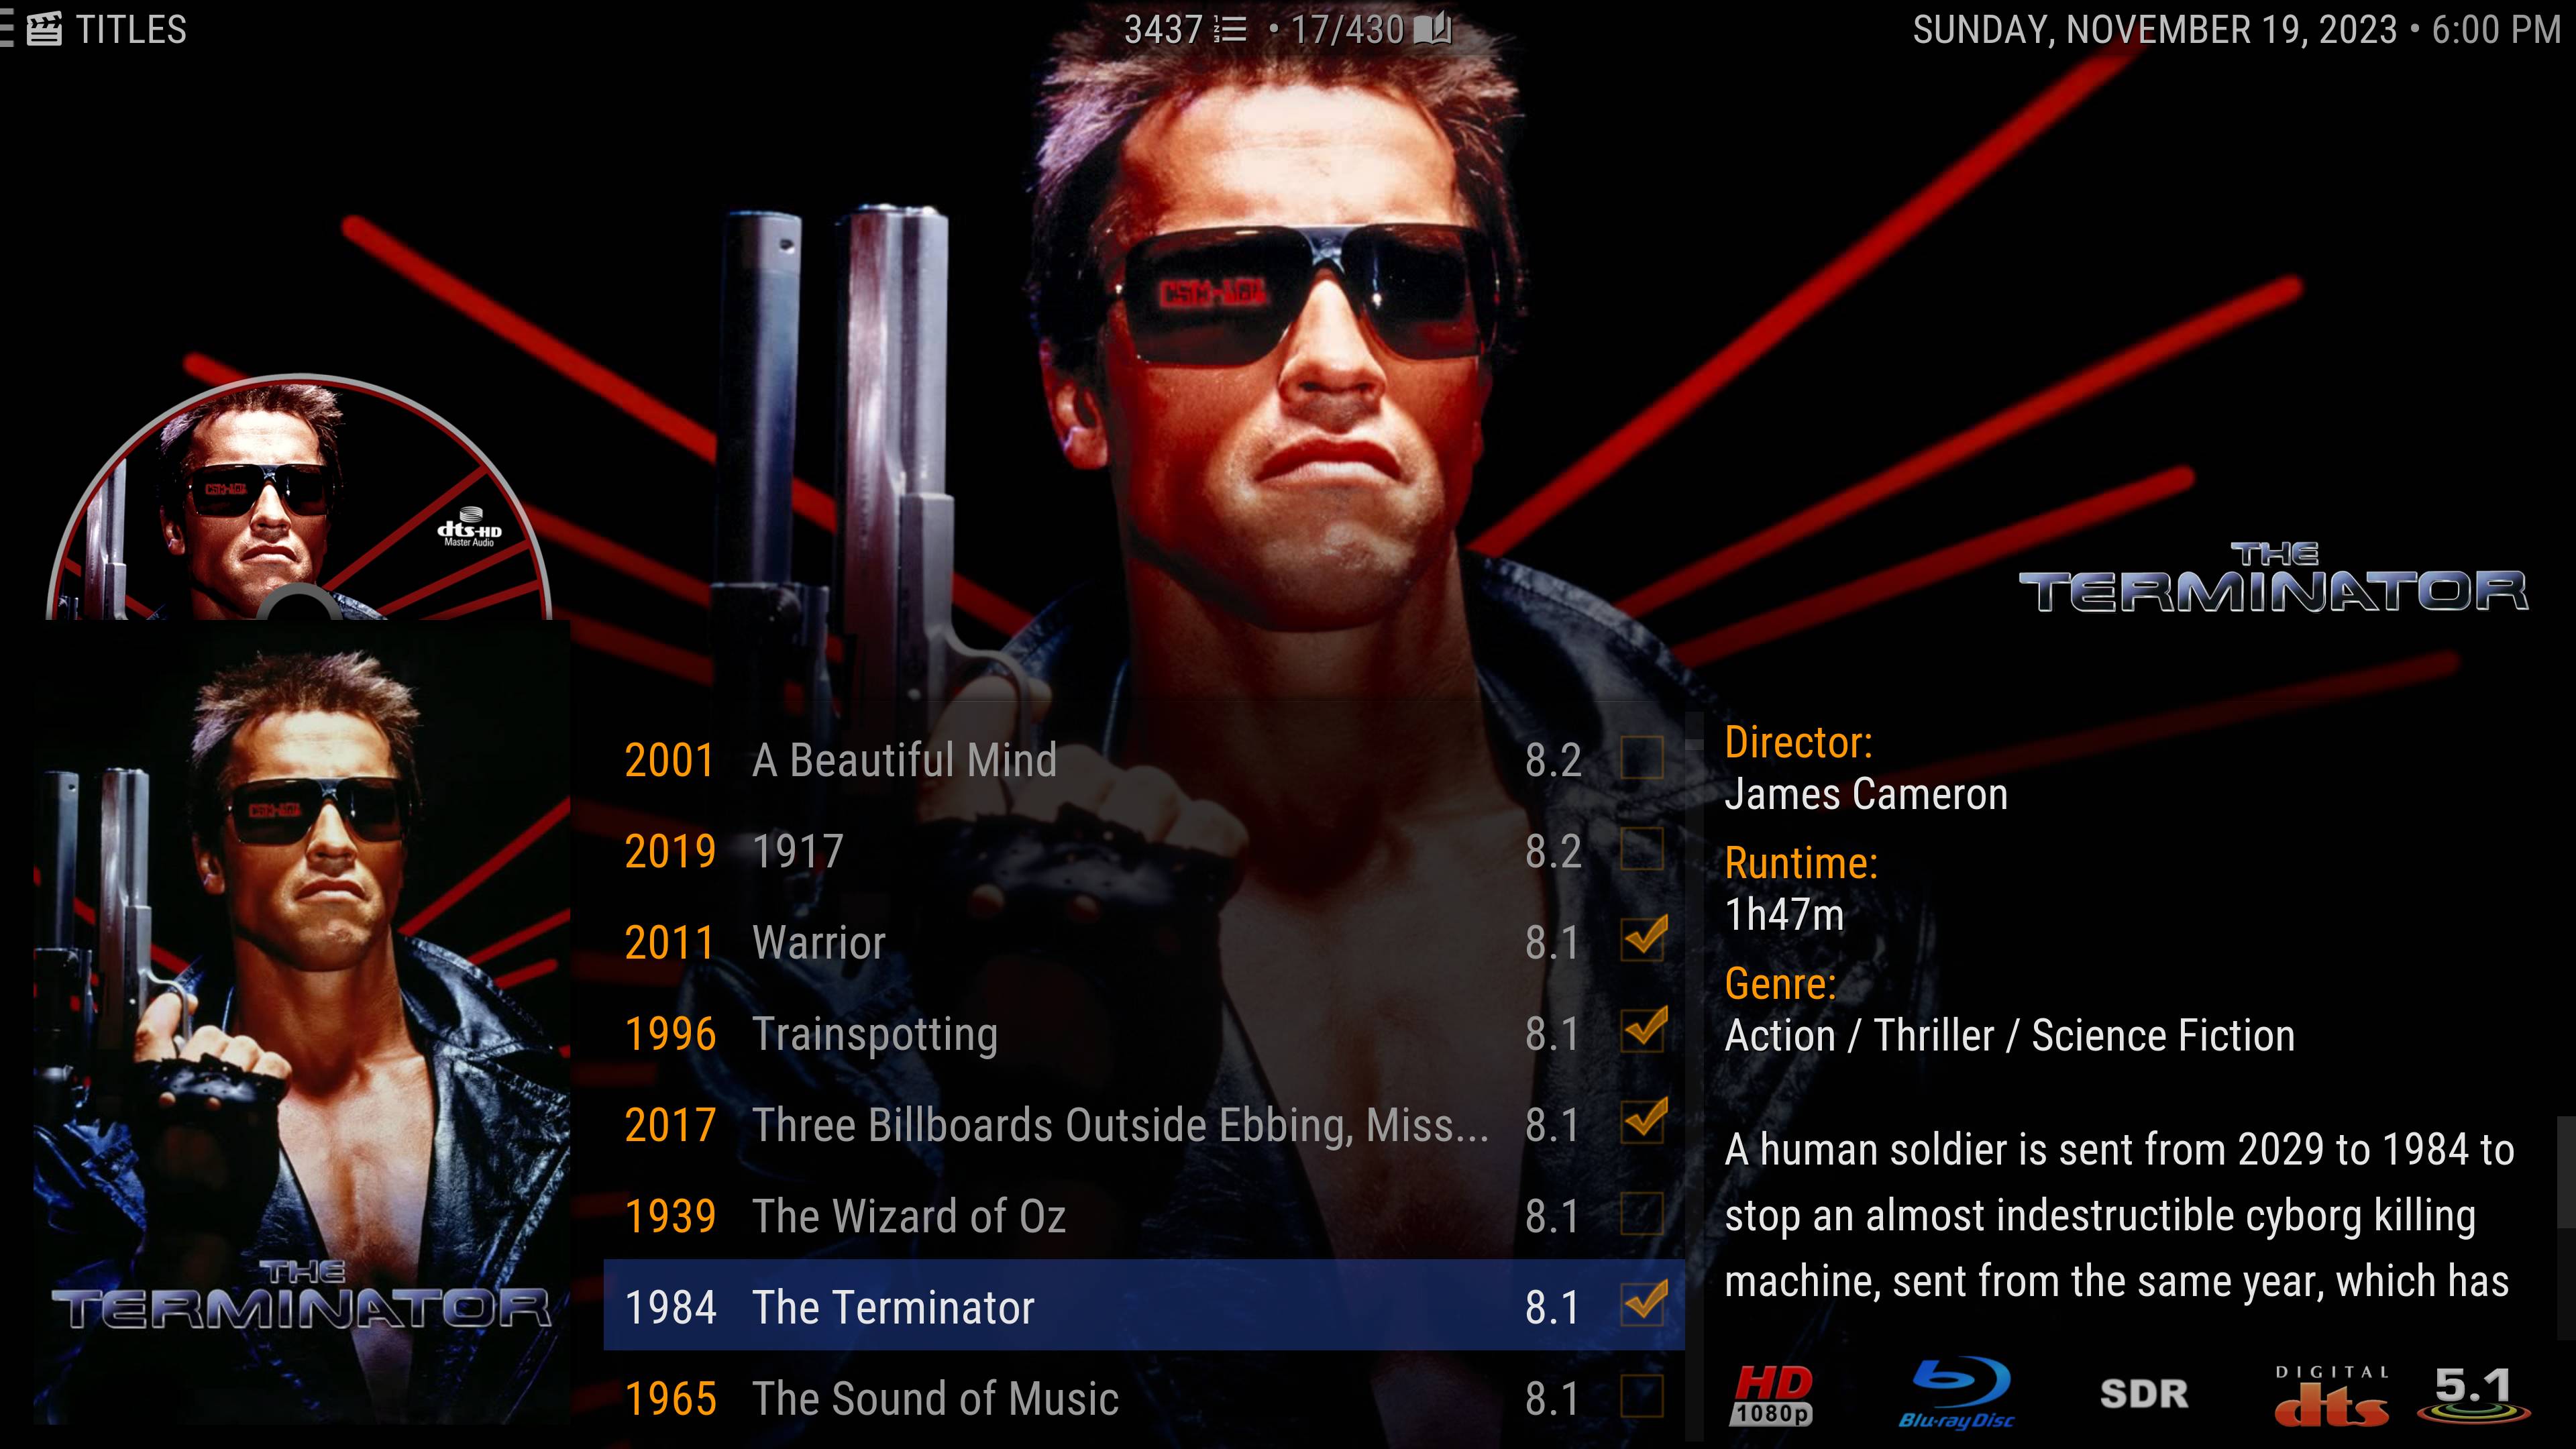 TITLES
3437 • 17/430
SUNDAY, NOVEMBER 19, 2023 • 6:00 PM
dts-HD
Master Audio
THE
TERMINATOR
THE
TERMINATOR
2001 A Beautiful Mind 8.2
2019 1917 8.2
2011 Warrior 8.1
1996 Trainspotting 8.1
2017 Three Billboards Outside Ebbing, Miss... 8.1
1939 The Wizard of Oz 8.1
1984 The Terminator 8.1
1965 The Sound of Music 8.1
Director:
James Cameron
Runtime:
1h47m
Genre:
Action / Thriller / Science Fiction
A human soldier is sent from 2029 to 1984 to
stop an almost indestructible cyborg killing
machine, sent from the same year, which has
HD
1080p
Blu-ray Disc
SDR
DIGITAL
dts
5.1